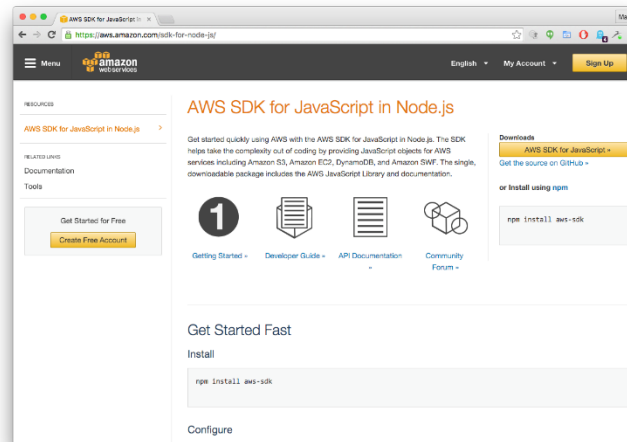 AWS SDK for JavaScript in
https://aws.amazon.com/sdk-for-node-js/
Menu
amazon
webservices
English
My Account
Sign Up
RESOURCES
AWS SDK for JavaScript in Node.js
RELATED LINKS
Documentation
Tools
Get Started for Free
Create Free Account
AWS SDK for JavaScript in Node.js
Get started quickly using AWS with the AWS SDK for JavaScript in Node.js. The SDK
helps take the complexity out of coding by providing JavaScript objects for AWS
services including Amazon S3, Amazon EC2, DynamoDB, and Amazon SWF. The single,
downloadable package includes the AWS JavaScript Library and documentation.
1
Getting Started »
Developer Guide »
API Documentation
»
Community
Forum »
Downloads
AWS SDK for JavaScript »
Get the source on GitHub »
or Install using npm
npm install aws-sdk
Get Started Fast
Install
npm install aws-sdk
Configure